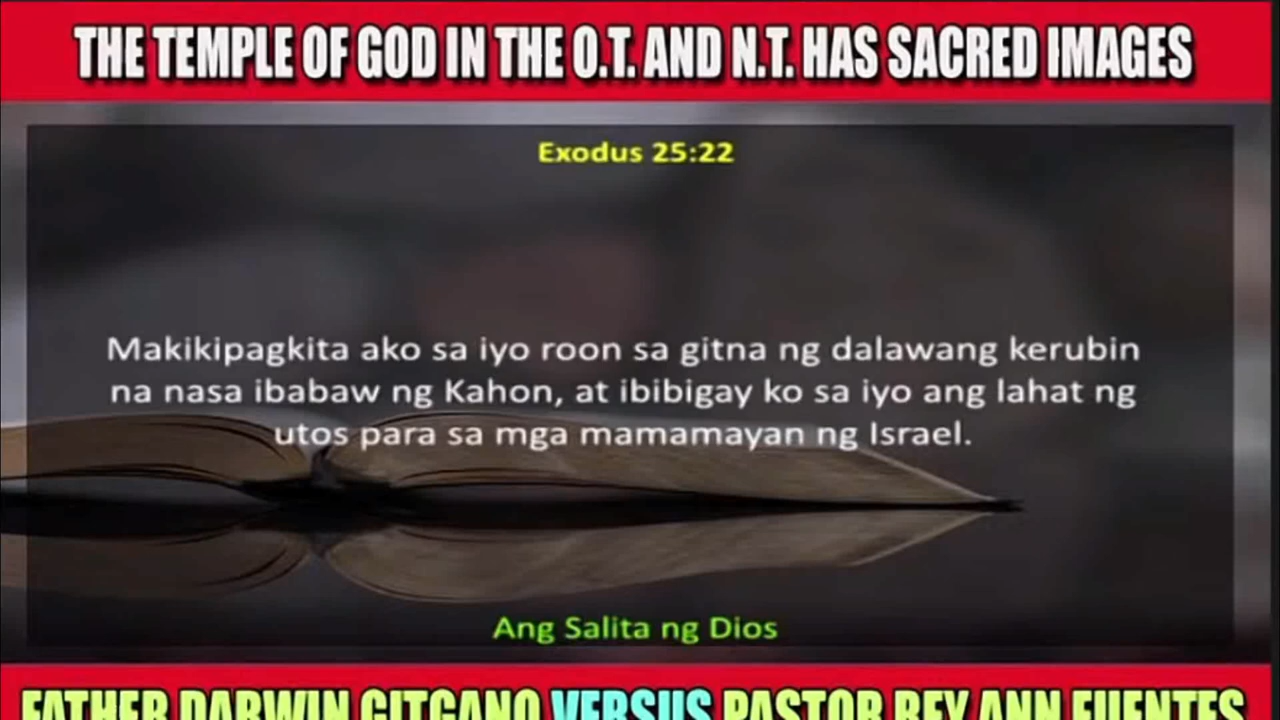 THE TEMPLE OF GOD IN THE O.T. AND N.T. HAS SACRED IMAGES
Exodus 25:22
Makikipagkita ako sa iyo roon sa gitna ng dalawang kerubin
na nasa ibabaw ng Kahon, at ibibigay ko sa iyo ang lahat ng
utos para sa mga mamamayan ng Israel.
Ang Salita ng Dios
FATHER DARWIN GITGANO VERSUS PASTOR REY ANN FUENTES